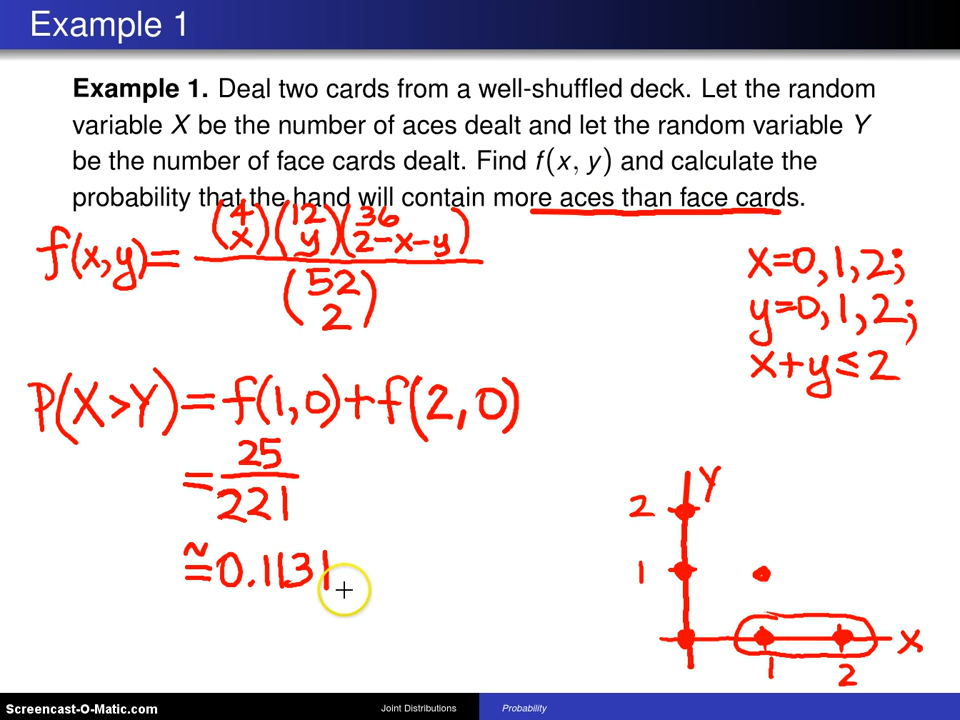 Example 1
Example 1. Deal two cards from a well-shuffled deck. Let the random
variable X be the number of aces dealt and let the random variable Y
be the number of face cards dealt. Find f(x, y) and calculate the
probability that the hand will contain more aces than face cards.
f(x,y)= (4 x)(12 y)(36 2-x-y) / (52 2)
x=0,1,2;
y=0,1,2;
x+y≤2
P(X>Y)=f(1,0)+f(2,0)
= 25/221
≅0.1131
Y
2
1
X
1 2
Screencast-O-Matic.com Joint Distributions Probability